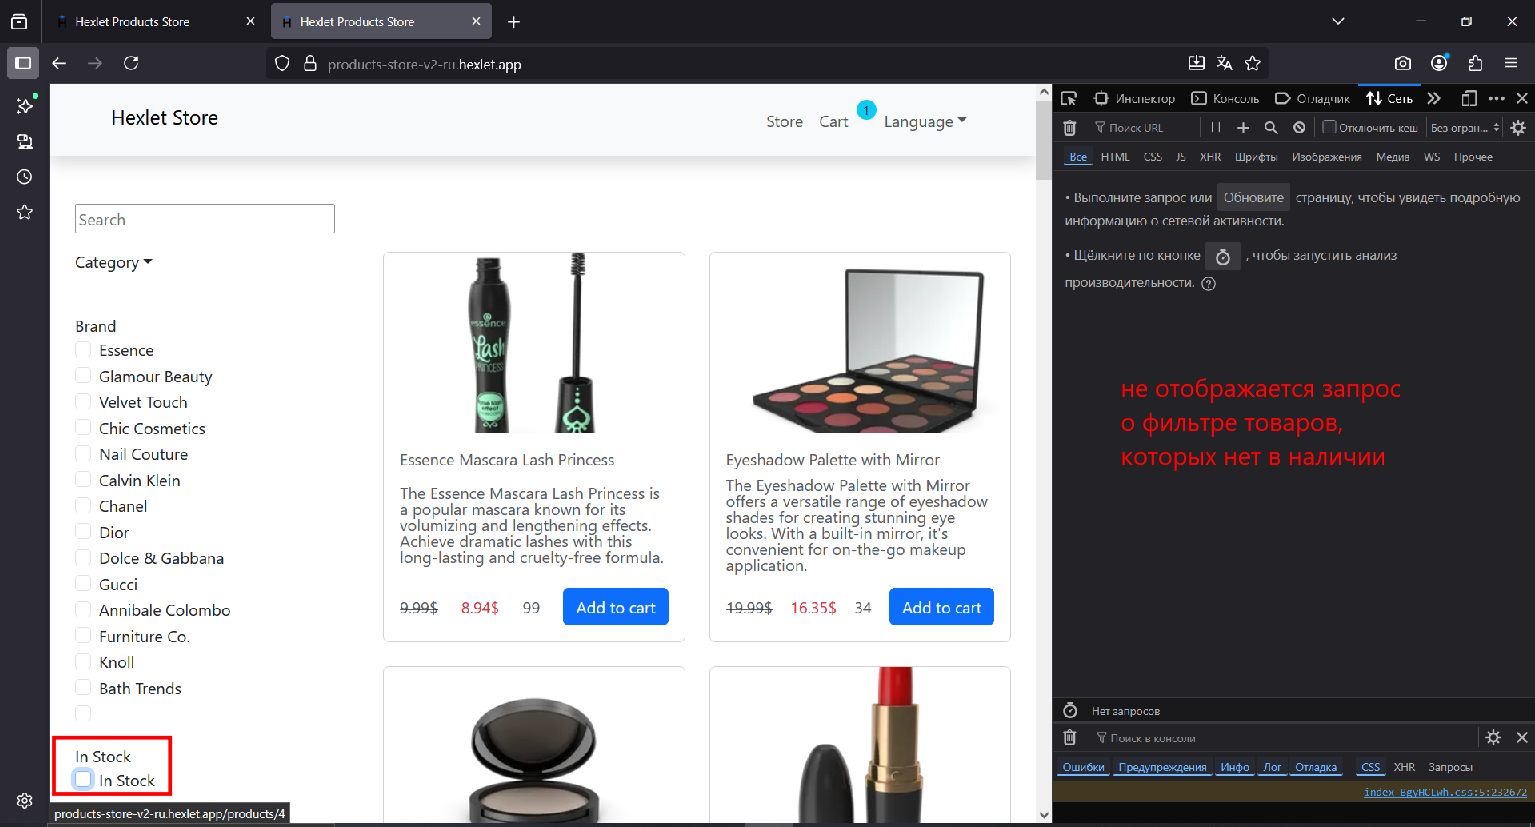 Hexlet Products Store
Hexlet Products Store
products-store-v2-ru.hexlet.app
Hexlet Store
Store
Cart
1
Language
Search
Category
Brand
Essence
Glamour Beauty
Velvet Touch
Chic Cosmetics
Nail Couture
Calvin Klein
Chanel
Dior
Dolce & Gabbana
Gucci
Annibale Colombo
Furniture Co.
Knoll
Bath Trends
In Stock
In Stock
products-store-v2-ru.hexlet.app/products/4
essence
Lash
PRINCESS
Essence Mascara Lash Princess
The Essence Mascara Lash Princess is
a popular mascara known for its
volumizing and lengthening effects.
Achieve dramatic lashes with this
long-lasting and cruelty-free formula.
9.99$ 8.94$ 99 Add to cart
Eyeshadow Palette with Mirror
The Eyeshadow Palette with Mirror
offers a versatile range of eyeshadow
shades for creating stunning eye
looks. With a built-in mirror, it's
convenient for on-the-go makeup
application.
19.99$ 16.35$ 34 Add to cart
Инспектор Консоль Отладчик Сеть
Поиск URL Отключить кеш Без огран...
Все HTML CSS JS XHR Шрифты Изображения Медиа WS Прочее
• Выполните запрос или Обновите страницу, чтобы увидеть подробную
информацию о сетевой активности.
• Щёлкните по кнопке , чтобы запустить анализ
производительности.
не отображается запрос
о фильтре товаров,
которых нет в наличии
Нет запросов
Поиск в консоли
Ошибки Предупреждения Инфо Лог Отладка CSS XHR Запросы
index-BgyHCLwh.css:5:232672